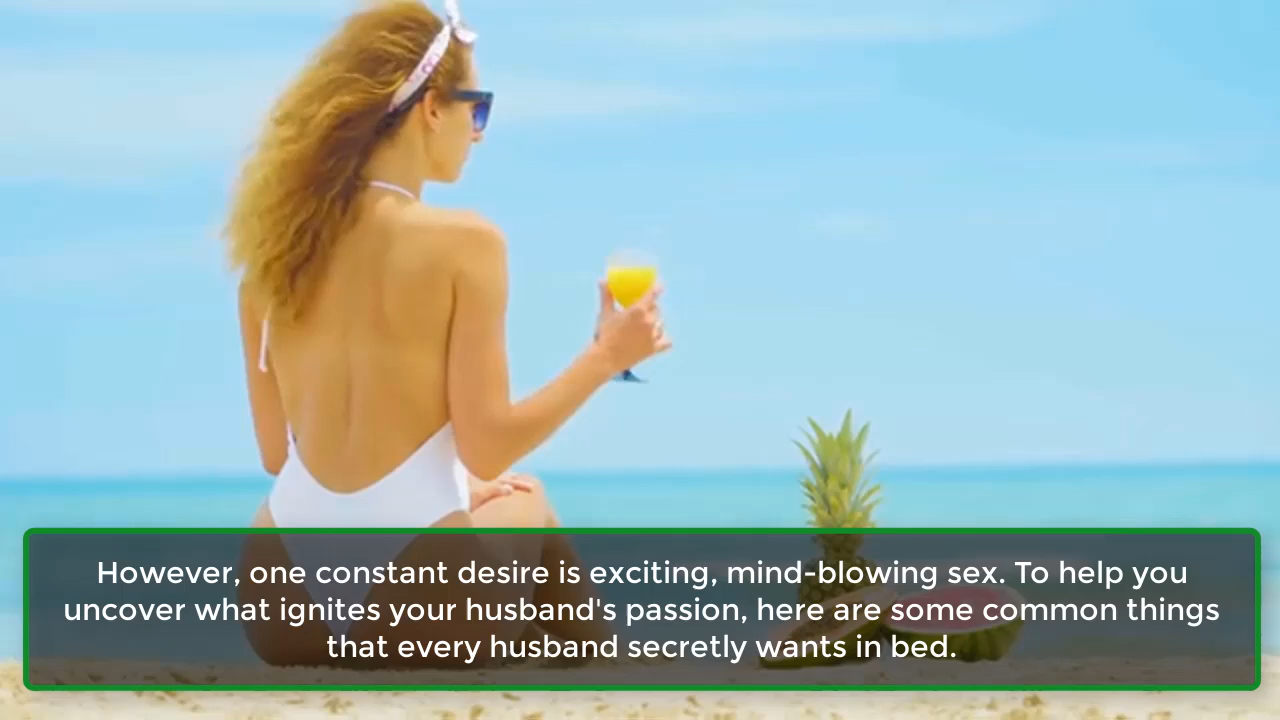 However, one constant desire is exciting, mind-blowing sex. To help you
uncover what ignites your husband's passion, here are some common things
that every husband secretly wants in bed.